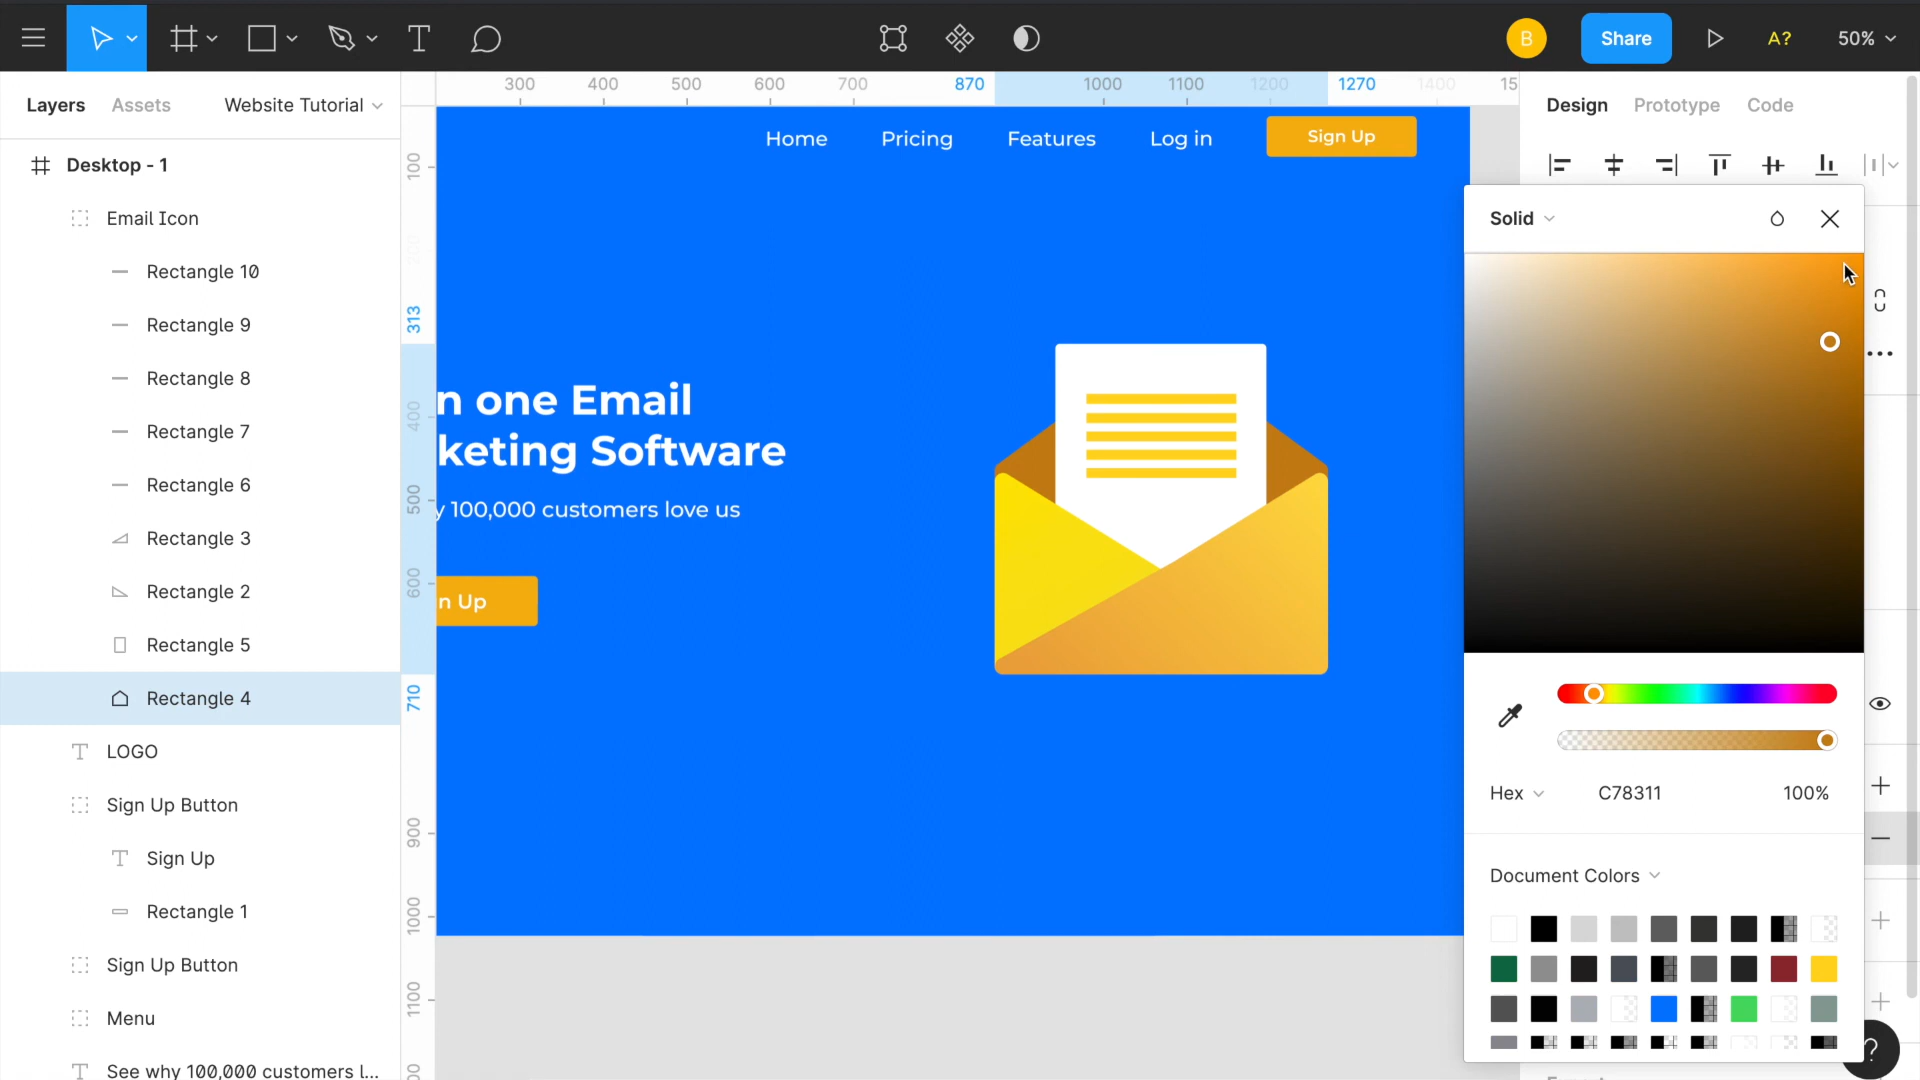 B
Share
A?
50%
Layers
Assets
Website Tutorial
300
400
500
600
700
870
1000
1100
1200
1270
1400
15
Design
Prototype
Code
Desktop - 1
Email Icon
Rectangle 10
Rectangle 9
Rectangle 8
Rectangle 7
Rectangle 6
Rectangle 3
Rectangle 2
Rectangle 5
Rectangle 4
LOGO
Sign Up Button
Sign Up
Rectangle 1
Sign Up Button
Menu
See why 100,000 customers l...
100
200
313
400
500
600
710
900
1000
1100
00
Home
Pricing
Features
Log in
Sign Up
n one Email
keting Software
y 100,000 customers love us
n Up
Solid
Hex
C78311
100%
Document Colors
?